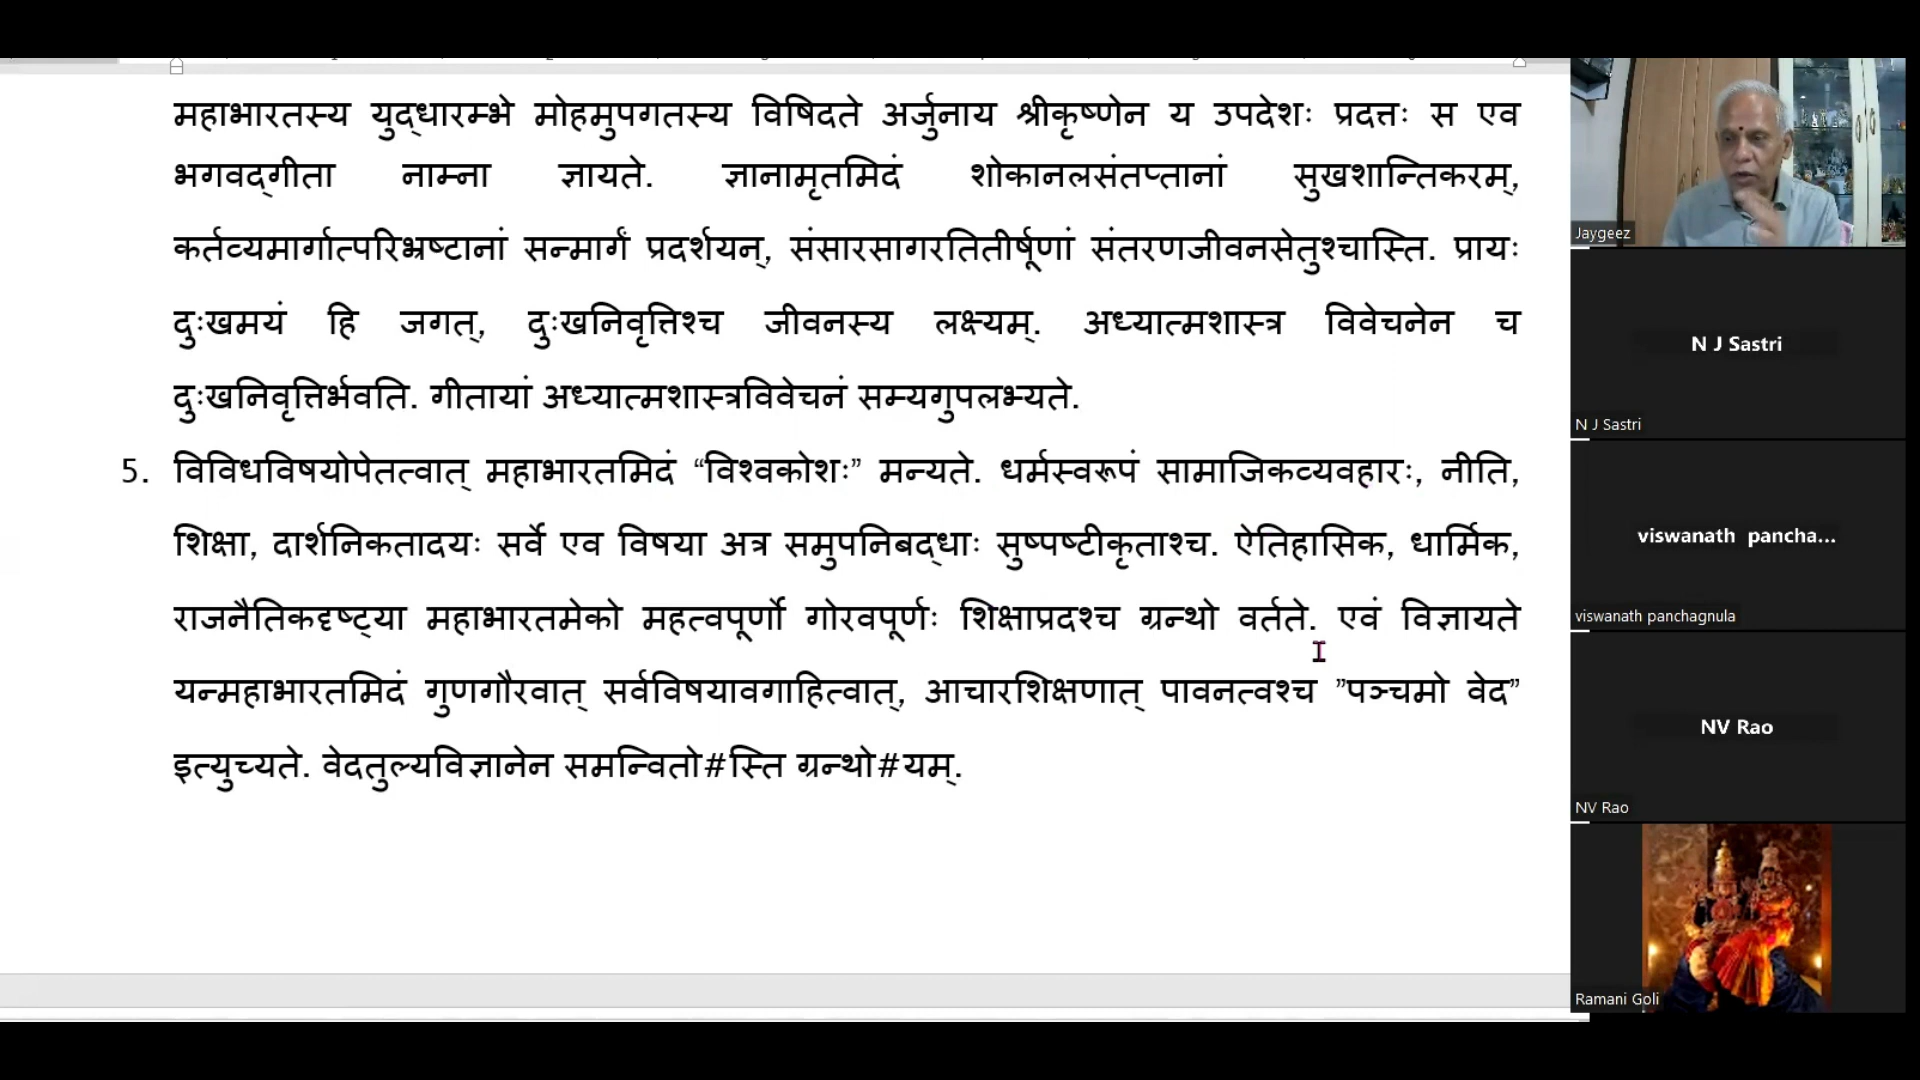 महाभारतस्य युद्धारम्भे मोहमुपगतस्य विषिदते अर्जुनाय श्रीकृष्णेन य उपदेशः प्रदत्तः स एव
भगवद्गीता नाम्ना ज्ञायते. ज्ञानामृतमिदं शोकानलसंतप्तानां सुखशान्तिकरम्,
कर्तव्यमार्गात्परिभ्रष्टानां सन्मार्गं प्रदर्शयन्, संसारसागरतितीर्षूणां संतरणजीवनसेतुश्चास्ति. प्रायः
दुःखमयं हि जगत्, दुःखनिवृत्तिश्च जीवनस्य लक्ष्यम्. अध्यात्मशास्त्र विवेचनेन च
दुःखनिवृत्तिर्भवति. गीतायां अध्यात्मशास्त्रविवेचनं सम्यगुपलभ्यते.
5. विविधविषयोपेतत्वात् महाभारतमिदं “विश्वकोशः” मन्यते. धर्मस्वरूपं सामाजिकव्यवहारः, नीति,
शिक्षा, दार्शनिकतादयः सर्वे एव विषया अत्र समुपनिबद्धाः सुष्पष्टीकृताश्च. ऐतिहासिक, धार्मिक,
राजनैतिकदृष्ट्या महाभारतमेको महत्वपूर्णो गोरवपूर्णः शिक्षाप्रदश्च ग्रन्थो वर्तते. एवं विज्ञायते
यन्महाभारतमिदं गुणगौरवात् सर्वविषयावगाहित्वात्, आचारशिक्षणात् पावनत्वश्च ”पञ्चमो वेद”
इत्युच्यते. वेदतुल्यविज्ञानेन समन्वितो#स्ति ग्रन्थो#यम्.
Jaygeez
N J Sastri
N J Sastri
viswanath pancha...
viswanath panchagnula
NV Rao
NV Rao
Ramani Goli